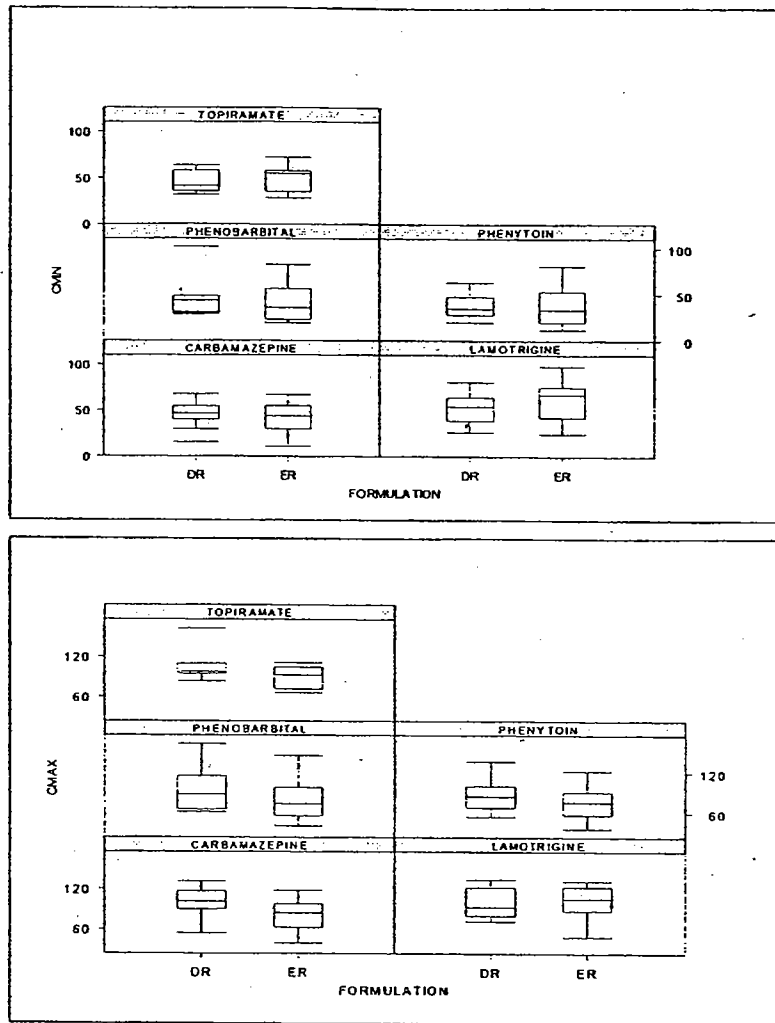 TOPIRAMATE
100
50
0
PHENOBARBITAL
PHENYTOIN
100
50
0
CMIN
CARBAMAZEPINE
LAMOTRIGINE
100
50
0
DR
ER
DR
ER
FORMULATION
TOPIRAMATE
120
60
PHENOBARBITAL
PHENYTOIN
120
60
CMAX
CARBAMAZEPINE
LAMOTRIGINE
120
60
DR
ER
DR
ER
FORMULATION